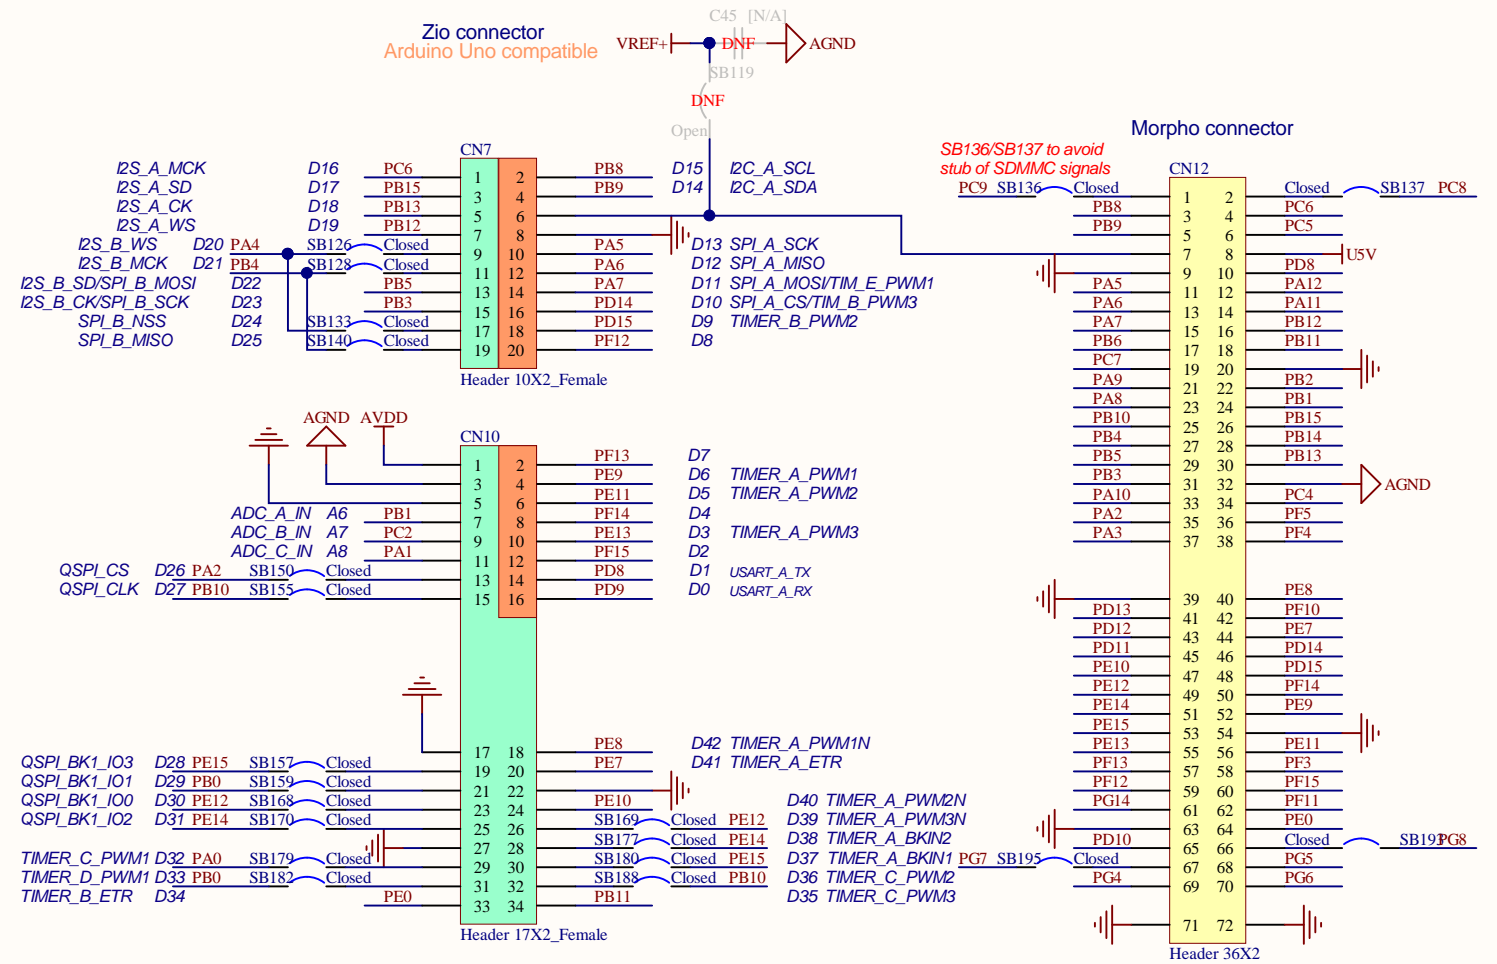 Zio connector
Arduino Uno compatible
C45 [N/A]
VREF+ DNF AGND
SB119
DNF
Open
Morpho connector
SB136/SB137 to avoid
stub of SDMMC signals
CN7
I2S_A_MCK D16 PC6 1 2 PB8 D15 I2C_A_SCL
I2S_A_SD D17 PB15 3 4 PB9 D14 I2C_A_SDA
I2S_A_CK D18 PB13 5 6
I2S_A_WS D19 PB12 7 8
I2S_B_WS D20 PA4 SB126 Closed 9 10 PA5 D13 SPI_A_SCK
I2S_B_MCK D21 PB4 SB128 Closed 11 12 PA6 D12 SPI_A_MISO
I2S_B_SD/SPI_B_MOSI D22 PB5 13 14 PA7 D11 SPI_A_MOSI/TIM_E_PWM1
I2S_B_CK/SPI_B_SCK D23 PB3 15 16 PD14 D10 SPI_A_CS/TIM_B_PWM3
SPI_B_NSS D24 SB133 Closed 17 18 PD15 D9 TIMER_B_PWM2
SPI_B_MISO D25 SB140 Closed 19 20 PF12 D8
Header 10X2_Female
AGND AVDD
CN10
1 2 PF13 D7
3 4 PE9 D6 TIMER_A_PWM1
5 6 PE11 D5 TIMER_A_PWM2
ADC_A_IN A6 PB1 7 8 PF14 D4
ADC_B_IN A7 PC2 9 10 PE13 D3 TIMER_A_PWM3
ADC_C_IN A8 PA1 11 12 PF15 D2
QSPI_CS D26 PA2 SB150 Closed 13 14 PD8 D1 USART_A_TX
QSPI_CLK D27 PB10 SB155 Closed 15 16 PD9 D0 USART_A_RX
17 18 PE8 D42 TIMER_A_PWM1N
QSPI_BK1_IO3 D28 PE15 SB157 Closed 19 20 PE7 D41 TIMER_A_ETR
QSPI_BK1_IO1 D29 PB0 SB159 Closed 21 22
QSPI_BK1_IO0 D30 PE12 SB168 Closed 23 24 PE10 D40 TIMER_A_PWM2N
QSPI_BK1_IO2 D31 PE14 SB170 Closed 25 26 SB169 Closed PE12 D39 TIMER_A_PWM3N
27 28 SB177 Closed PE14 D38 TIMER_A_BKIN2
TIMER_C_PWM1 D32 PA0 SB179 Closed 29 30 SB180 Closed PE15 D37 TIMER_A_BKIN1
TIMER_D_PWM1 D33 PB0 SB182 Closed 31 32 SB188 Closed PB10 D36 TIMER_C_PWM2
TIMER_B_ETR D34 PE0 33 34 PB11 D35 TIMER_C_PWM3
Header 17X2_Female
CN12
PC9 SB136 Closed 1 2 Closed SB137 PC8
PB8 3 4 PC6
PB9 5 6 PC5
7 8 U5V
9 10 PD8
PA5 11 12 PA12
PA6 13 14 PA11
PA7 15 16 PB12
PB6 17 18 PB11
PC7 19 20
PA9 21 22 PB2
PA8 23 24 PB1
PB10 25 26 PB15
PB4 27 28 PB14
PB5 29 30 PB13
PB3 31 32 AGND
PA10 33 34 PC4
PA2 35 36 PF5
PA3 37 38 PF4
39 40 PE8
PD13 41 42 PF10
PD12 43 44 PE7
PD11 45 46 PD14
PE10 47 48 PD15
PE12 49 50 PF14
PE14 51 52 PE9
PE15 53 54
PE13 55 56 PE11
PF13 57 58 PF3
PF12 59 60 PF15
PG14 61 62 PF11
63 64 PE0
PD10 65 66 Closed SB193 PG8
PG7 SB195 Closed 67 68 PG5
PG4 69 70 PG6
71 72
Header 36X2